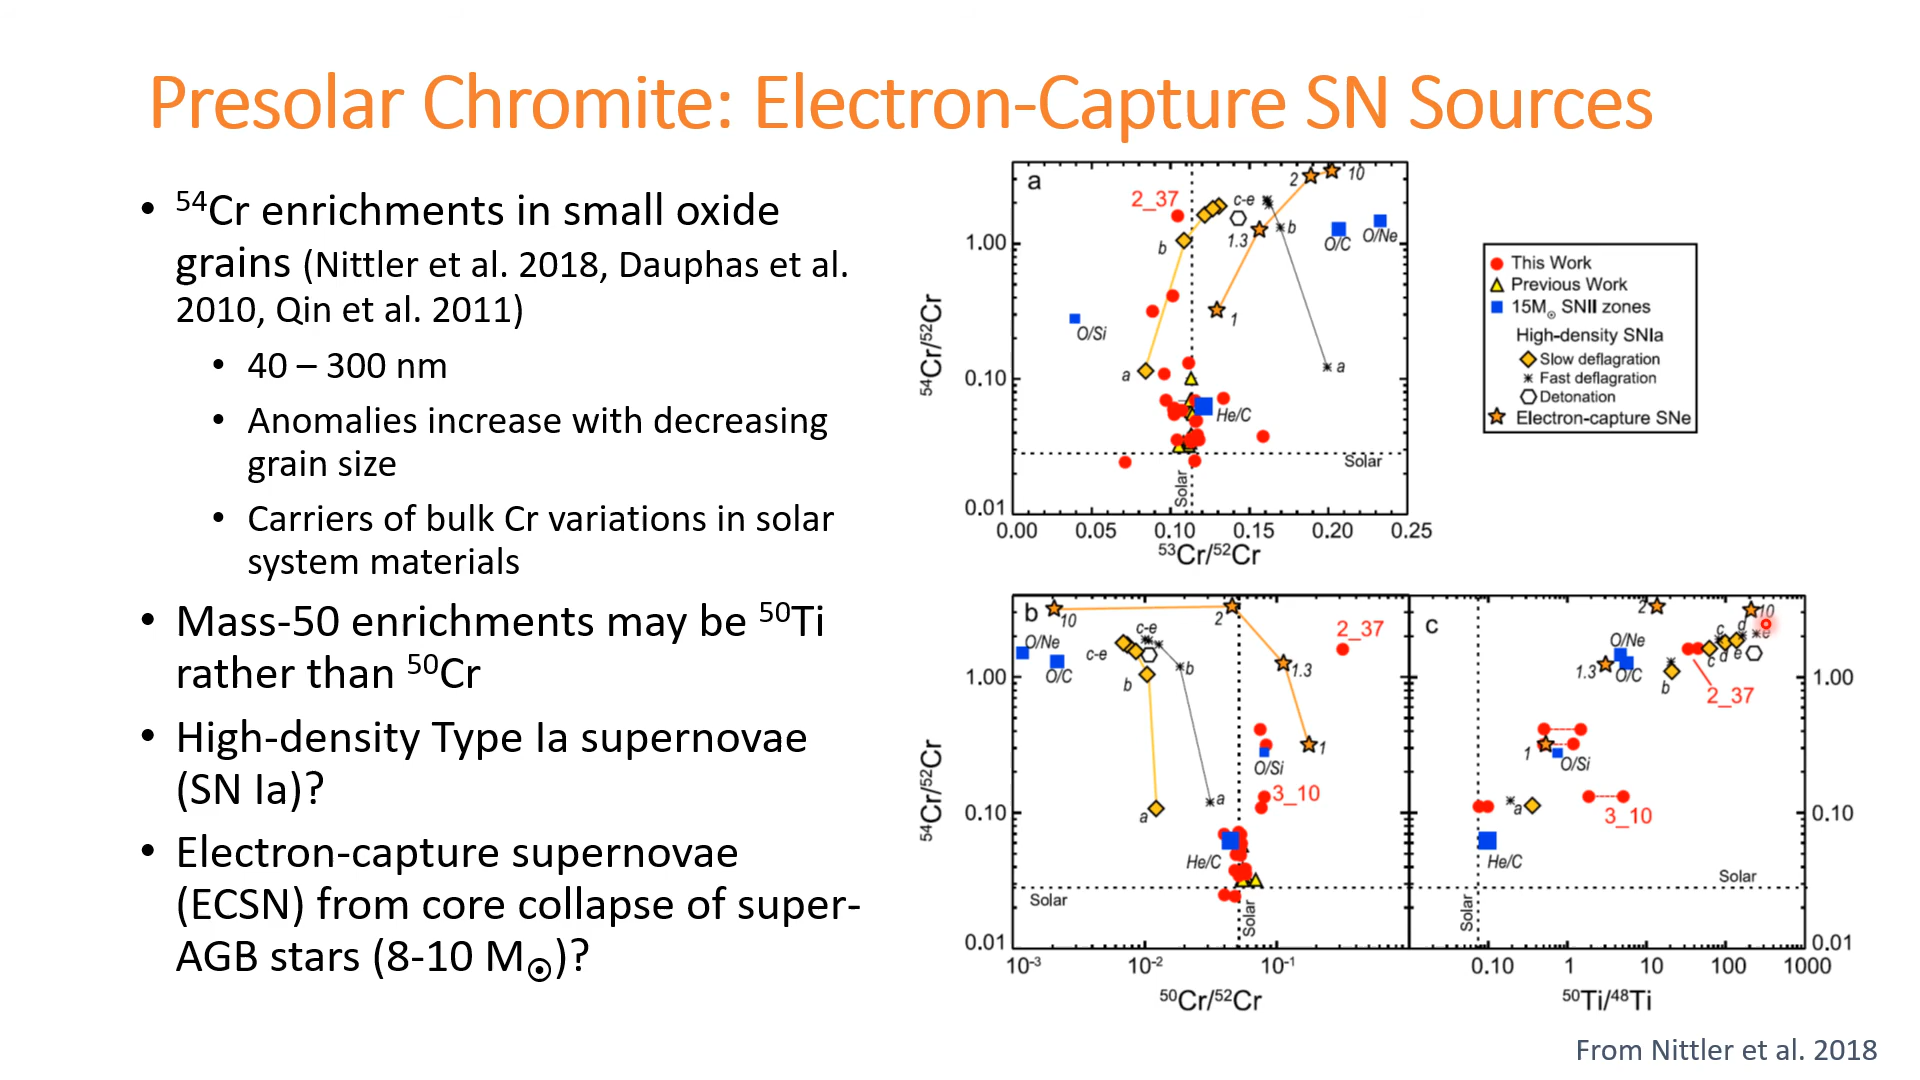 Presolar Chromite: Electron-Capture SN Sources
• ⁵⁴Cr enrichments in small oxide
grains (Nittler et al. 2018, Dauphas et al.
2010, Qin et al. 2011)
• 40 – 300 nm
• Anomalies increase with decreasing
grain size
• Carriers of bulk Cr variations in solar
system materials
• Mass-50 enrichments may be ⁵⁰Ti
rather than ⁵⁰Cr
• High-density Type Ia supernovae
(SN Ia)?
• Electron-capture supernovae
(ECSN) from core collapse of super-
AGB stars (8-10 M☉)?
a
2_37
c-e
2
10
b
1.3
b
O/C
O/Ne
1
O/Si
a
a
He/C
Solar
Solar
1.00
0.10
0.01
⁵⁴Cr/⁵²Cr
0.00 0.05 0.10 0.15 0.20 0.25
⁵³Cr/⁵²Cr
This Work
Previous Work
15M☉ SNII zones
High-density SNIa
Slow deflagration
Fast deflagration
Detonation
Electron-capture SNe
b
10
2
2_37
O/Ne
c-e
c-e
O/C
b
b
1.3
1
O/Si
a
a
3_10
He/C
Solar
Solar
1.00
0.10
0.01
⁵⁴Cr/⁵²Cr
10⁻³ 10⁻² 10⁻¹
⁵⁰Cr/⁵²Cr
c
2
10
O/Ne
c
d
e
1.3
O/C
b
c
d
e
2_37
1
O/Si
a
3_10
He/C
Solar
Solar
1.00
0.10
0.01
0.10 1 10 100 1000
⁵⁰Ti/⁴⁸Ti
From Nittler et al. 2018